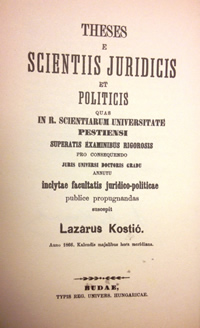 THESES
E
SCIENTIIS JURIDICIS
ET
POLITICIS
QUAS
IN R. SCIENTIARUM UNIVERSITATE
PESTIENSI
SUPERATIS EXAMINIBUS RIGOROSIS
PRO CONSEQUENDO
JURIS UNIVERSI DOCTORIS GRADU
ANNUTU
inclytae facultatis juridico-politicae
publice propugnandas
suscepit
Lazarus Kostić.
Anno 1866. Kalendis majalibus hora meridiana.
BUDAE,
TYPIS REG. UNIVERS. HUNGARICAE.